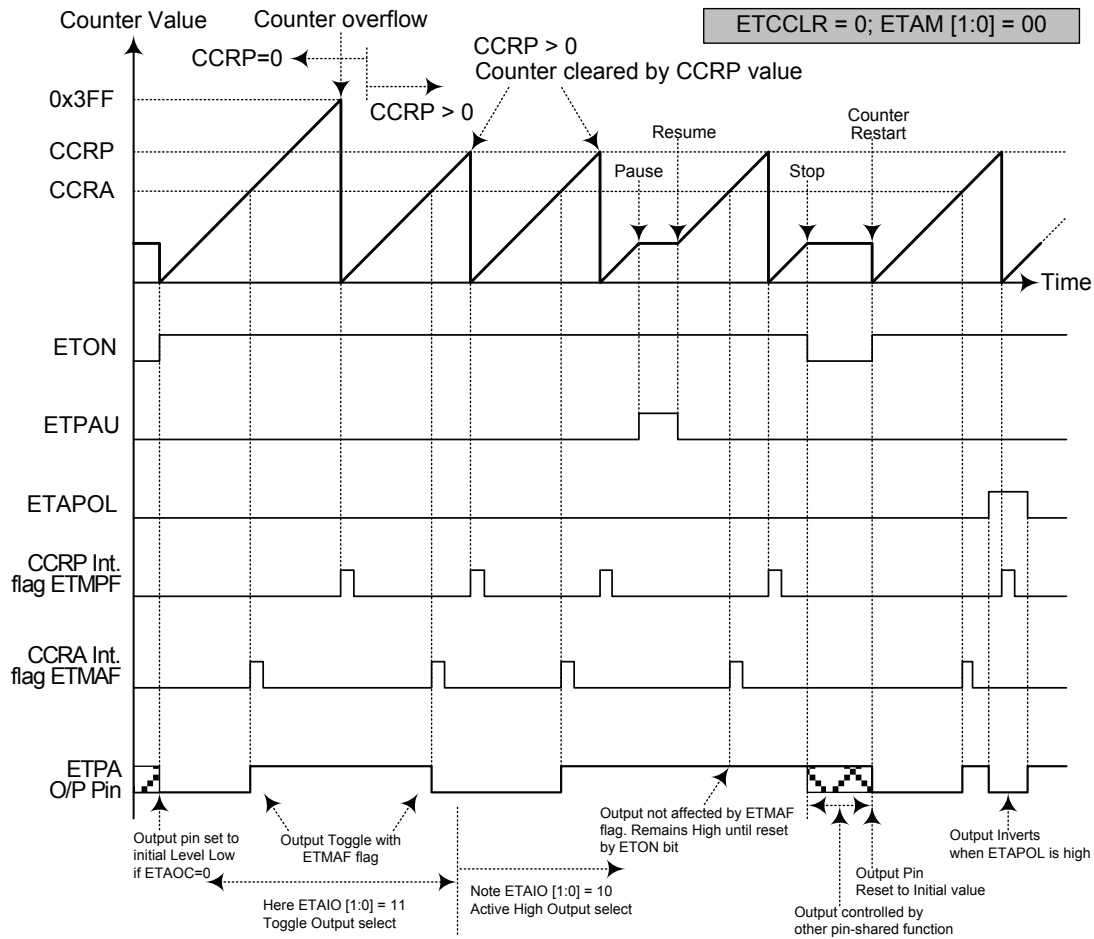 Counter Value
Counter overflow
ETCCLR = 0; ETAM [1:0] = 00
CCRP=0
CCRP > 0
CCRP > 0
Counter cleared by CCRP value
0x3FF
CCRP
CCRA
Pause
Resume
Stop
Counter
Restart
Time
ETON
ETPAU
ETAPOL
CCRP Int.
flag ETMPF
CCRA Int.
flag ETMAF
ETPA
O/P Pin
Output pin set to
initial Level Low
if ETAOC=0
Output Toggle with
ETMAF flag
Here ETAIO [1:0] = 11
Toggle Output select
Note ETAIO [1:0] = 10
Active High Output select
Output not affected by ETMAF
flag. Remains High until reset
by ETON bit
Output controlled by
other pin-shared function
Output Pin
Reset to Initial value
Output Inverts
when ETAPOL is high